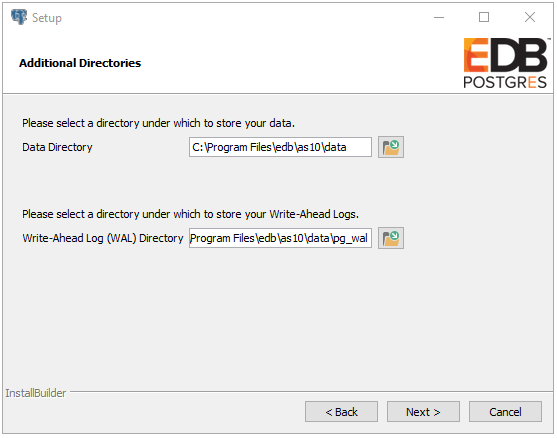 Setup
Additional Directories
EDB
POSTGRES
Please select a directory under which to store your data.
Data Directory C:\Program Files\edb\as10\data
Please select a directory under which to store your Write-Ahead Logs.
Write-Ahead Log (WAL) Directory Program Files\edb\as10\data\pg_wal
InstallBuilder
< Back Next > Cancel